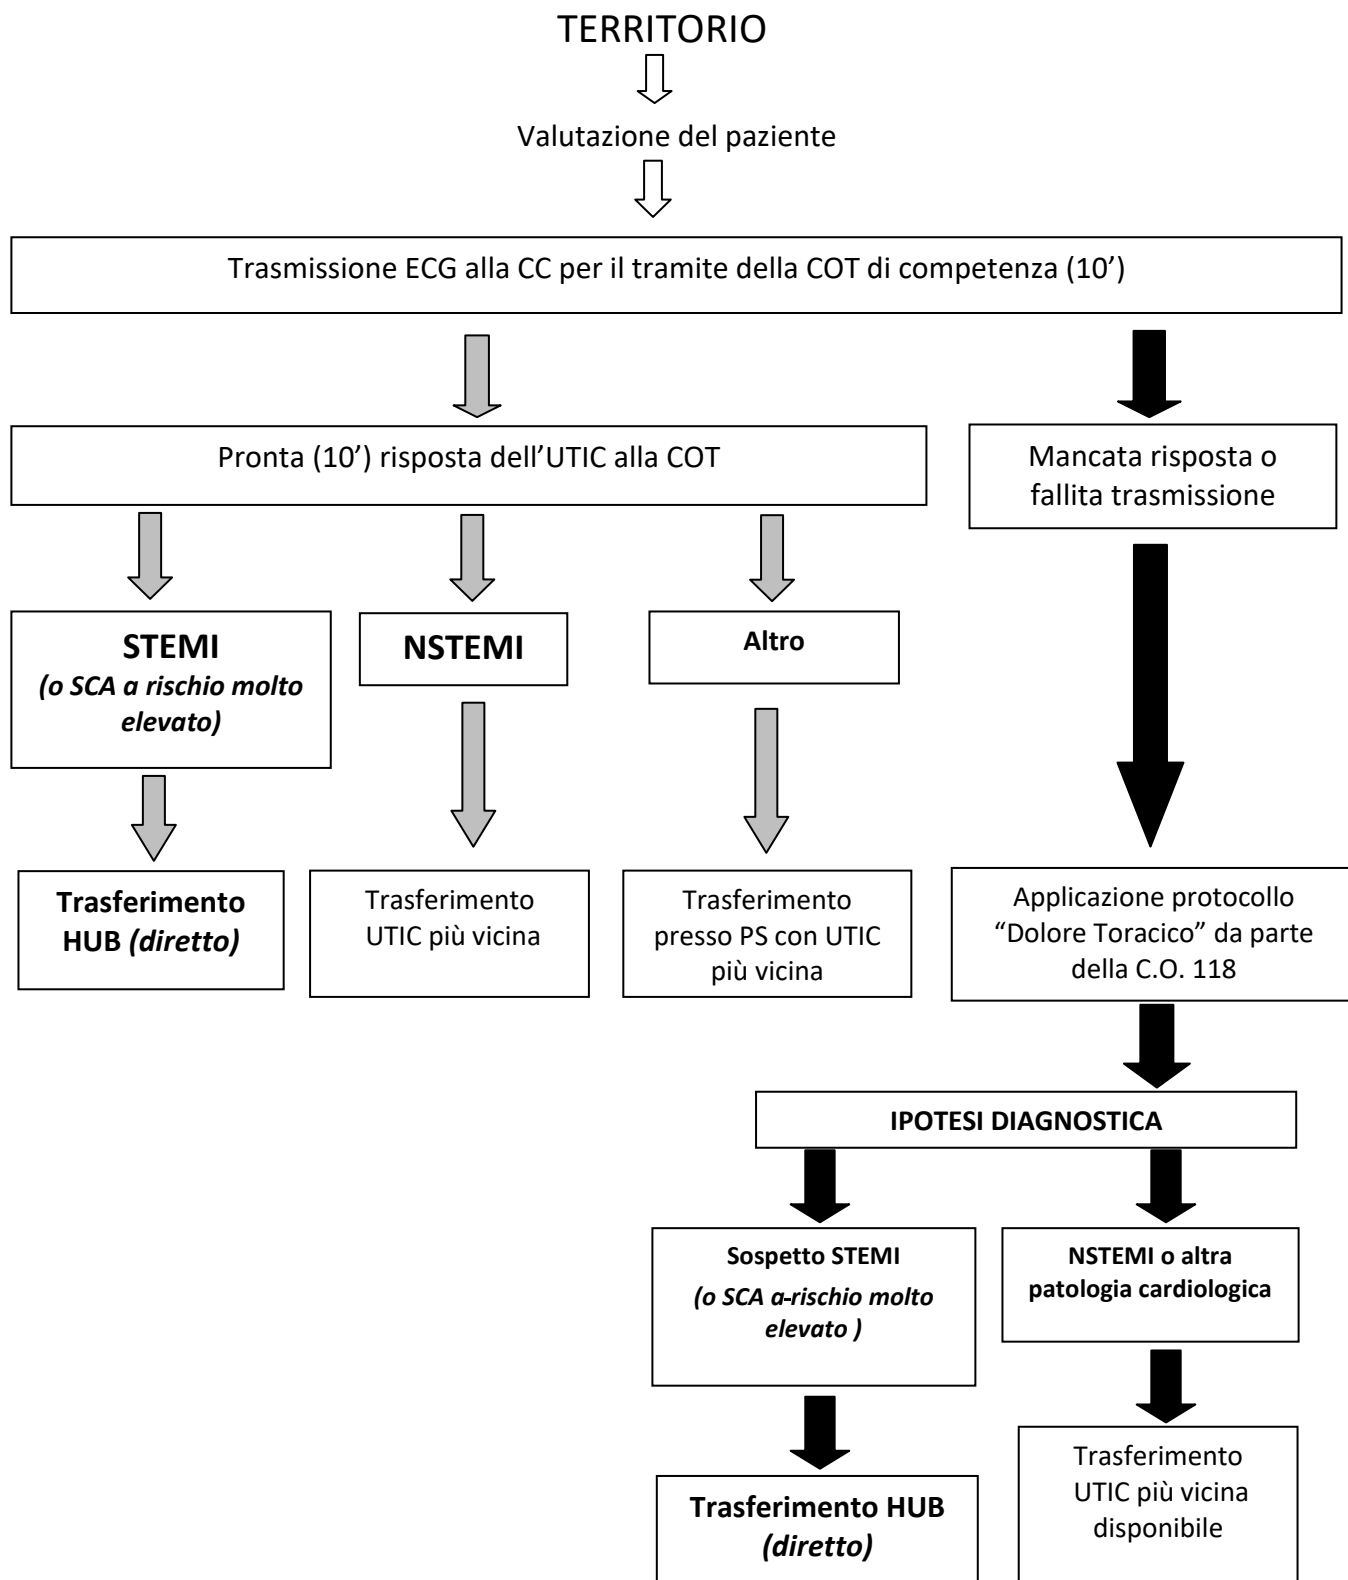 TERRITORIO
Valutazione del paziente
Trasmissione ECG alla CC per il tramite della COT di competenza (10’)
Pronta (10’) risposta dell’UTIC alla COT
Mancata risposta o
fallita trasmissione
STEMI
(o SCA a rischio molto
elevato)
NSTEMI
Altro
Trasferimento
HUB (diretto)
Trasferimento
UTIC più vicina
Trasferimento
presso PS con UTIC
più vicina
Applicazione protocollo
“Dolore Toracico” da parte
della C.O. 118
IPOTESI DIAGNOSTICA
Sospetto STEMI
(o SCA a-rischio molto
elevato )
NSTEMI o altra
patologia cardiologica
Trasferimento HUB
(diretto)
Trasferimento
UTIC più vicina
disponibile